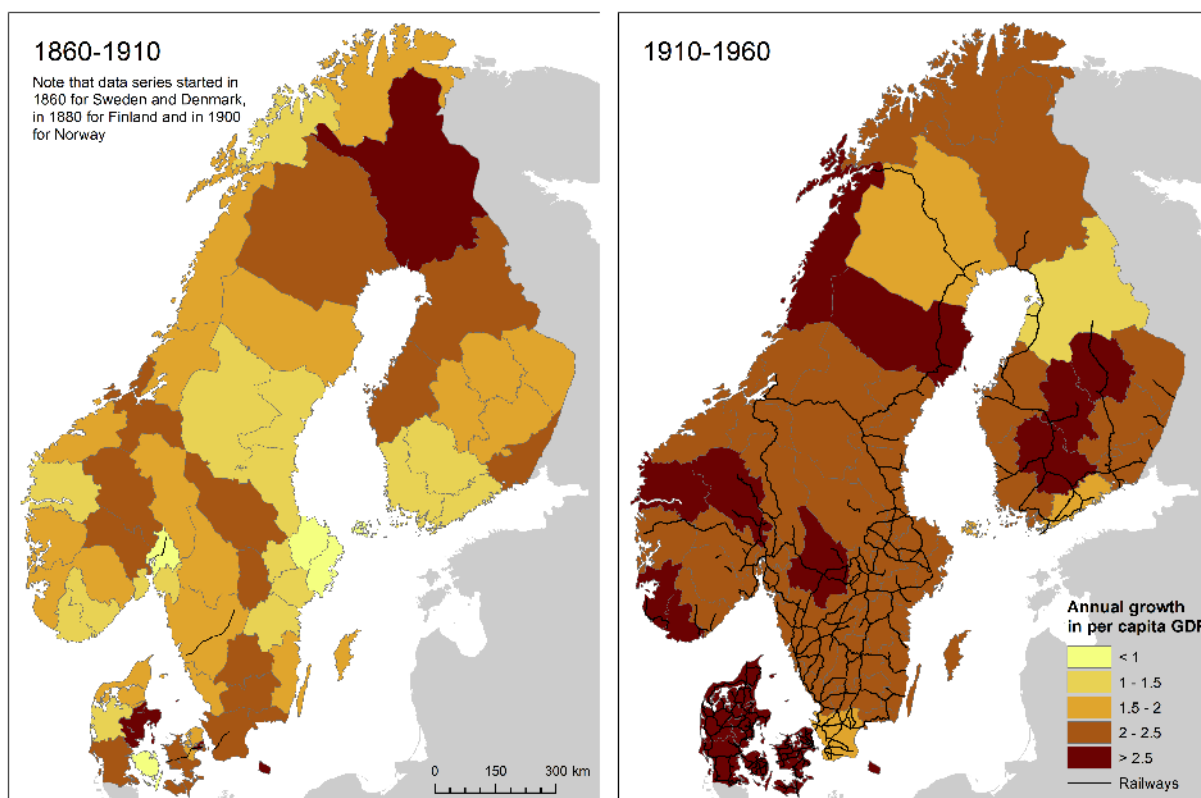 1860-1910
Note that data series started in
1860 for Sweden and Denmark,
in 1880 for Finland and in 1900
for Norway
0 150 300 km
1910-1960
Annual growth
in per capita GDP
< 1
1 - 1.5
1.5 - 2
2 - 2.5
> 2.5
Railways